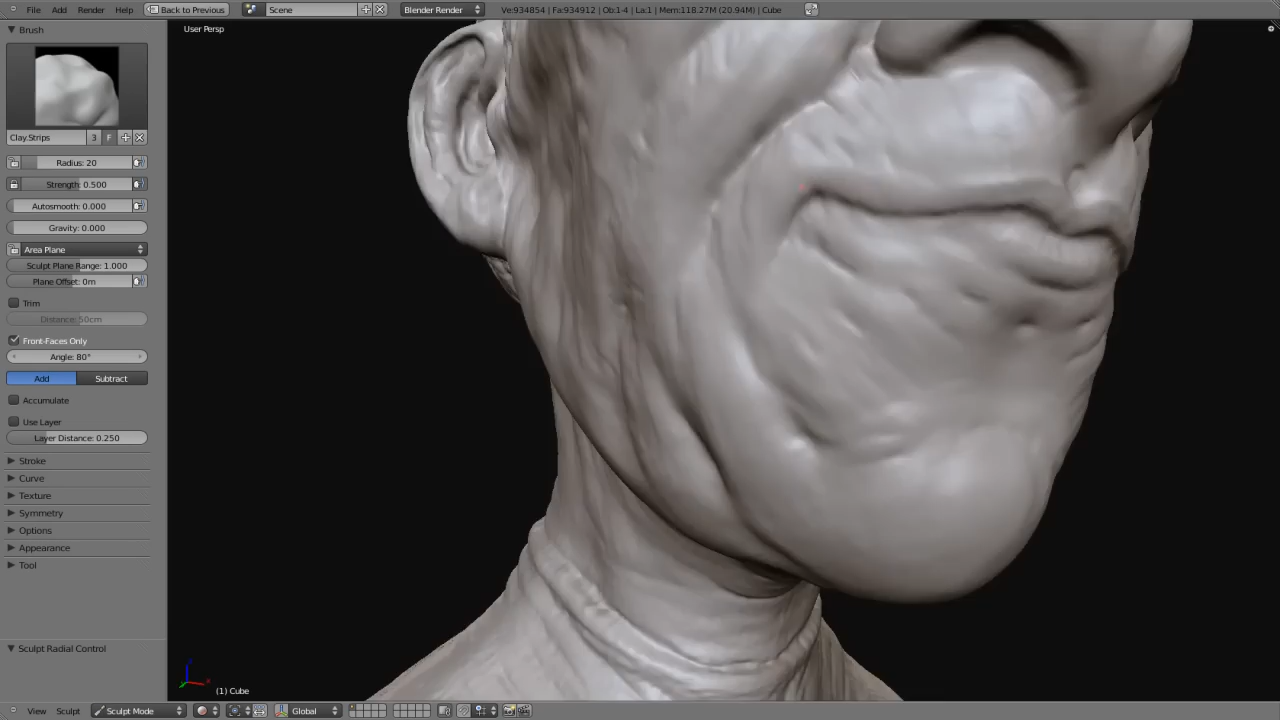 File Add Render Help Back to Previous Scene Blender Render Ve:934854 | Fa:934912 | Ob:1-4 | La:1 | Mem:118.27M (20.94M) | Cube
Brush
User Persp
Clay.Strips 3 F
Radius: 20
Strength: 0.500
Autosmooth: 0.000
Gravity: 0.000
Area Plane
Sculpt Plane Range: 1.000
Plane Offset: 0m
Trim
Distance: 50cm
Front-Faces Only
Angle: 80°
Add Subtract
Accumulate
Use Layer
Layer Distance: 0.250
Stroke
Curve
Texture
Symmetry
Options
Appearance
Tool
Sculpt Radial Control
(1) Cube
View Sculpt Sculpt Mode Global